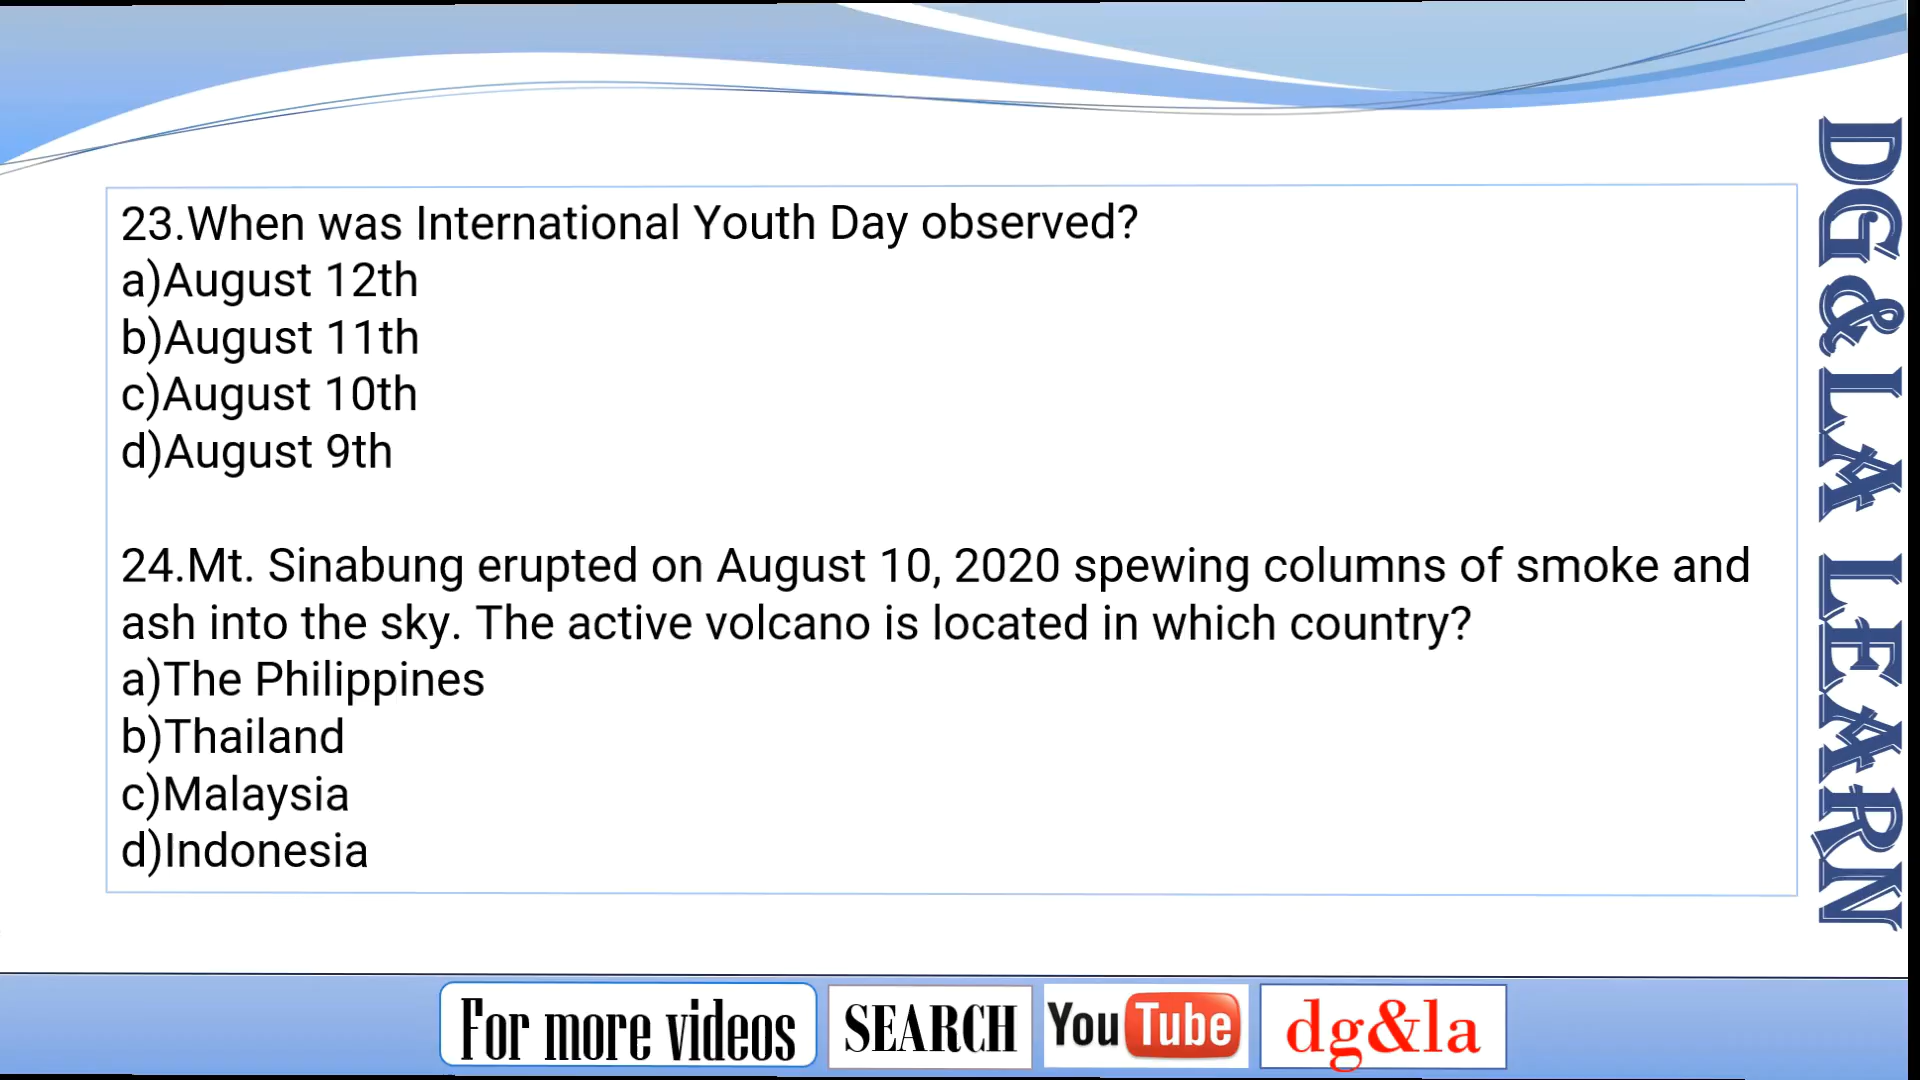 23.When was International Youth Day observed?
a)August 12th
b)August 11th
c)August 10th
d)August 9th
24.Mt. Sinabung erupted on August 10, 2020 spewing columns of smoke and
ash into the sky. The active volcano is located in which country?
a)The Philippines
b)Thailand
c)Malaysia
d)Indonesia
DG&LA LEARN
For more videos SEARCH YouTube dg&la